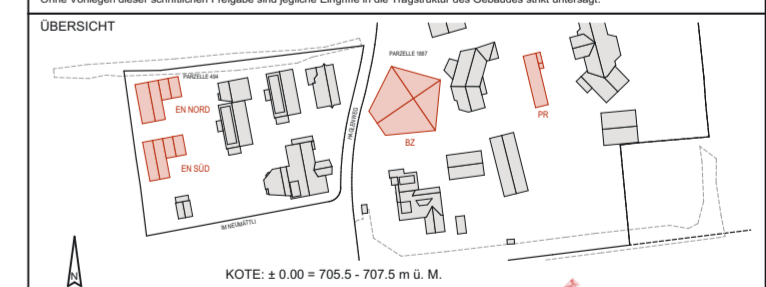 Ohne Vorliegen dieser schriftlichen Freigabe sind jegliche Eingriffe in die Tragstruktur des Gebäudes strikt untersagt.
ÜBERSICHT
PARZELLE 1887
PARZELLE 494
EN NORD
PR
HAGLENWEG
BZ
EN SÜD
IM NEUMÄTTLI
N
KOTE: ± 0.00 = 705.5 - 707.5 m ü. M.